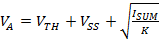 V_A = V_TH + V_SS + √(I_SUM / K)